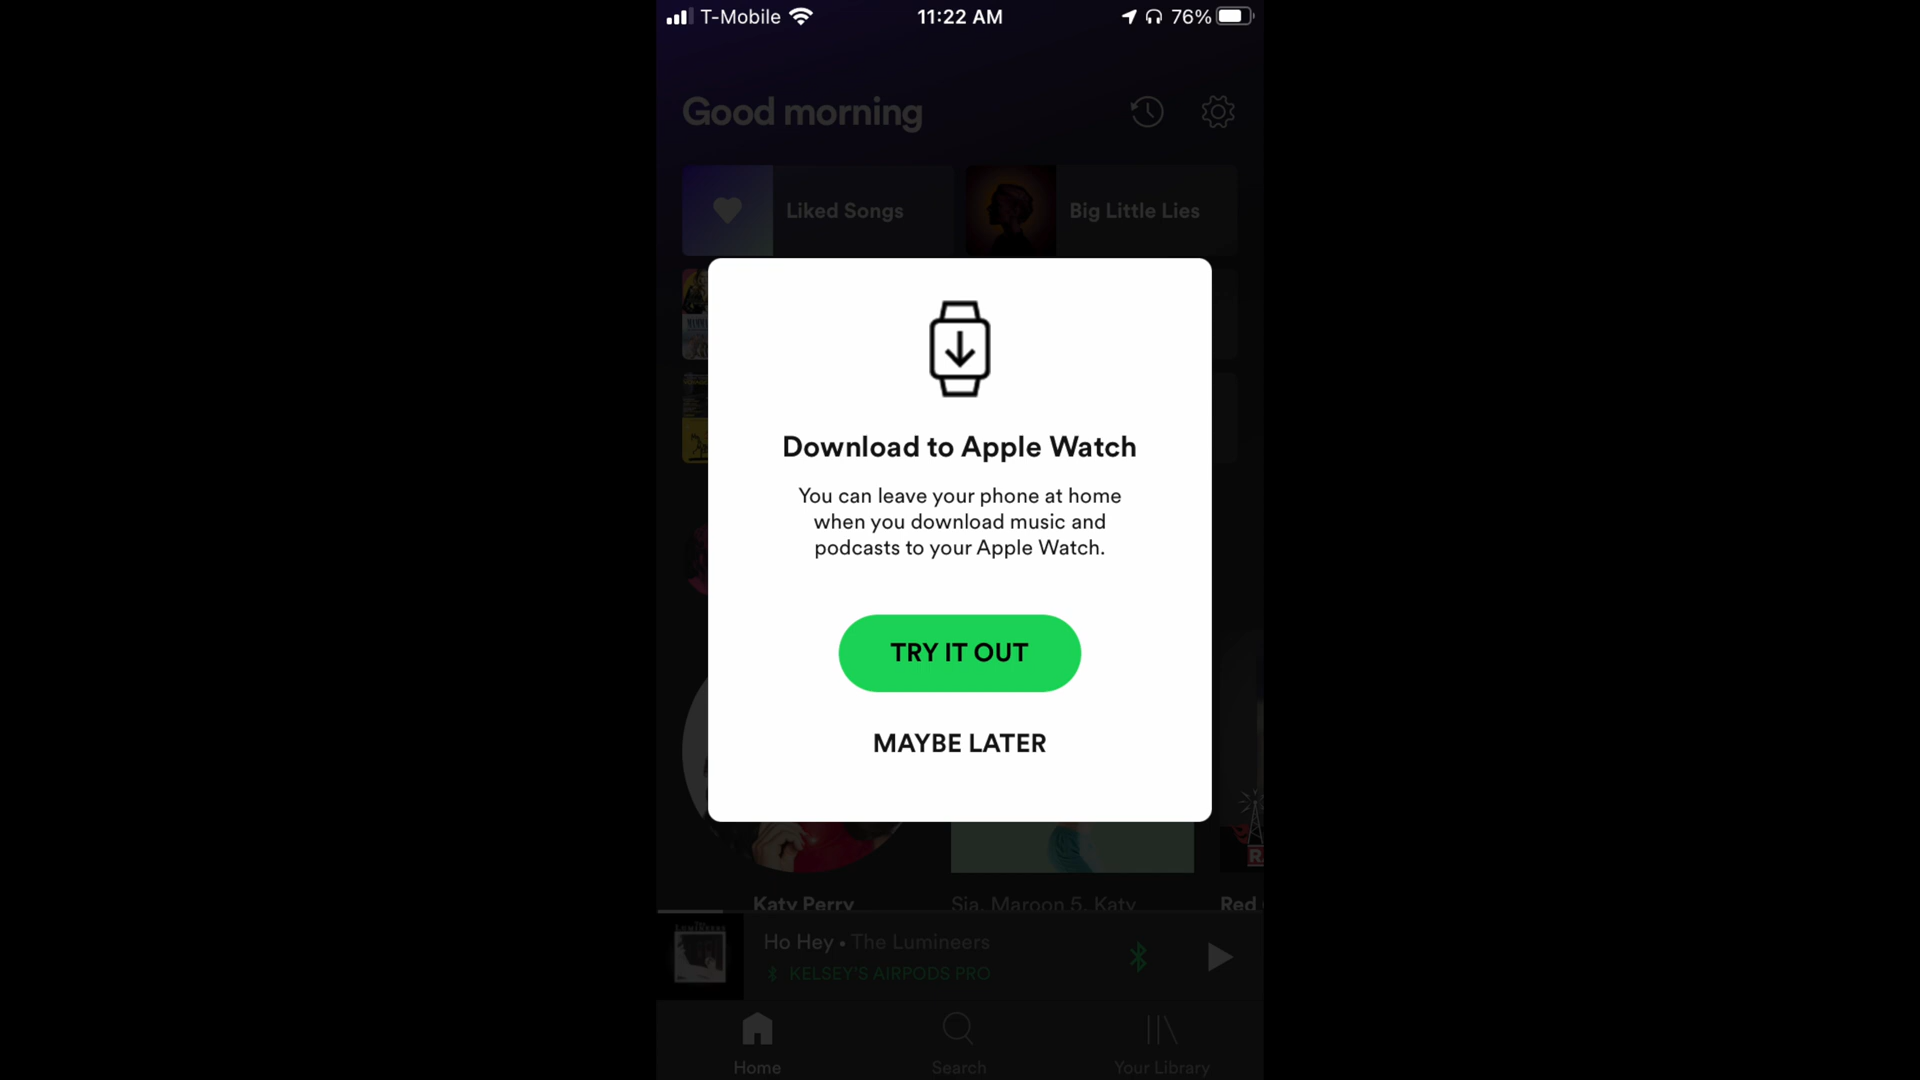 T-Mobile
11:22 AM
76%
Good morning
Liked Songs
Big Little Lies
Download to Apple Watch
You can leave your phone at home
when you download music and
podcasts to your Apple Watch.
TRY IT OUT
MAYBE LATER
Katy Perry
Sia, Maroon 5, Katy
Red
Ho Hey • The Lumineers
KELSEY'S AIRPODS PRO
Home
Search
Your Library